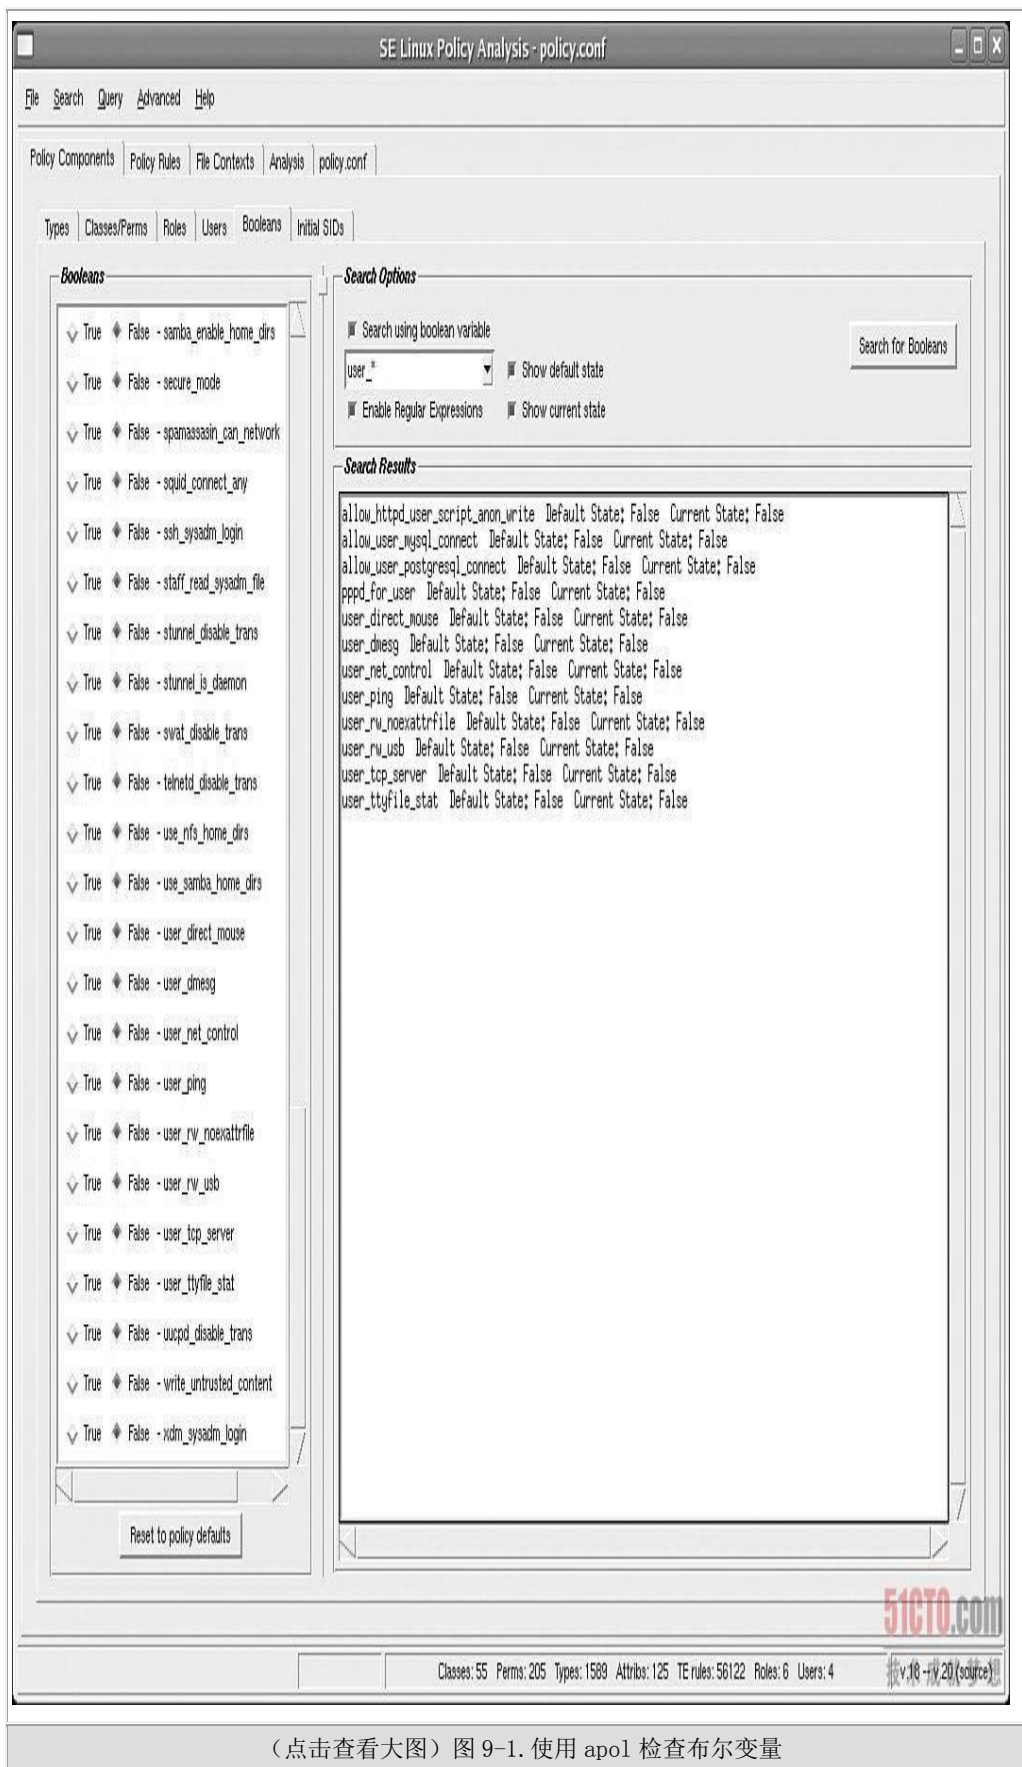 SE Linux Policy Analysis - policy.conf
File Search Query Advanced Help
Policy Components Policy Rules File Contexts Analysis policy.conf
Types Classes/Perms Roles Users Booleans Initial SIDs
Booleans
True False - samba_enable_home_dirs
True False - secure_mode
True False - spamassasin_can_network
True False - squid_connect_any
True False - ssh_sysadm_login
True False - staff_read_sysadm_file
True False - stunnel_disable_trans
True False - stunnel_is_daemon
True False - swat_disable_trans
True False - telnetd_disable_trans
True False - use_nfs_home_dirs
True False - use_samba_home_dirs
True False - user_direct_mouse
True False - user_dmesg
True False - user_net_control
True False - user_ping
True False - user_rw_noexattrfile
True False - user_rw_usb
True False - user_tcp_server
True False - user_ttyfile_stat
True False - uucpd_disable_trans
True False - write_untrusted_content
True False - xdm_sysadm_login
Reset to policy defaults
Search Options
Search using boolean variable
Search for Booleans
user_* Show default state
Enable Regular Expressions Show current state
Search Results
allow_httpd_user_script_anon_write Default State: False Current State: False
allow_user_mysql_connect Default State: False Current State: False
allow_user_postgresql_connect Default State: False Current State: False
pppd_for_user Default State: False Current State: False
user_direct_mouse Default State: False Current State: False
user_dmesg Default State: False Current State: False
user_net_control Default State: False Current State: False
user_ping Default State: False Current State: False
user_rw_noexattrfile Default State: False Current State: False
user_rw_usb Default State: False Current State: False
user_tcp_server Default State: False Current State: False
user_ttyfile_stat Default State: False Current State: False
51CTO.com
技术成就梦想
Classes: 55 Perms: 205 Types: 1589 Attribs: 125 TE rules: 56122 Roles: 6 Users: 4
v.18 -- v.20 (source)
（点击查看大图）图 9-1.使用 apol 检查布尔变量